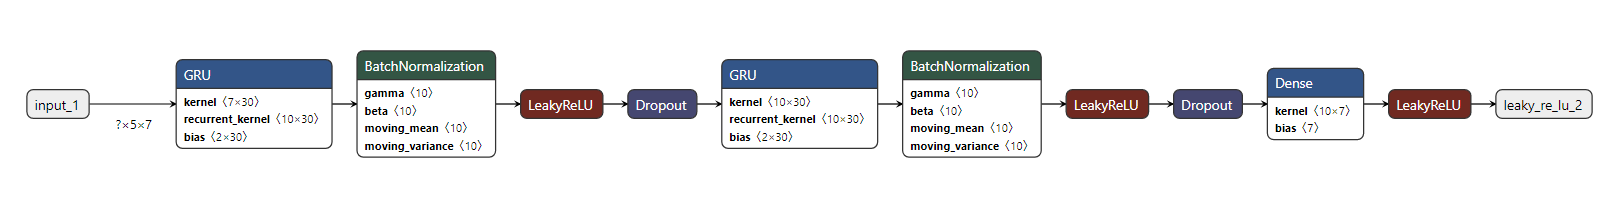 input_1
?×5×7
GRU
kernel〈7×30〉
recurrent_kernel〈10×30〉
bias〈2×30〉
BatchNormalization
gamma〈10〉
beta〈10〉
moving_mean〈10〉
moving_variance〈10〉
LeakyReLU
Dropout
GRU
kernel〈10×30〉
recurrent_kernel〈10×30〉
bias〈2×30〉
BatchNormalization
gamma〈10〉
beta〈10〉
moving_mean〈10〉
moving_variance〈10〉
LeakyReLU
Dropout
Dense
kernel〈10×7〉
bias〈7〉
LeakyReLU
leaky_re_lu_2